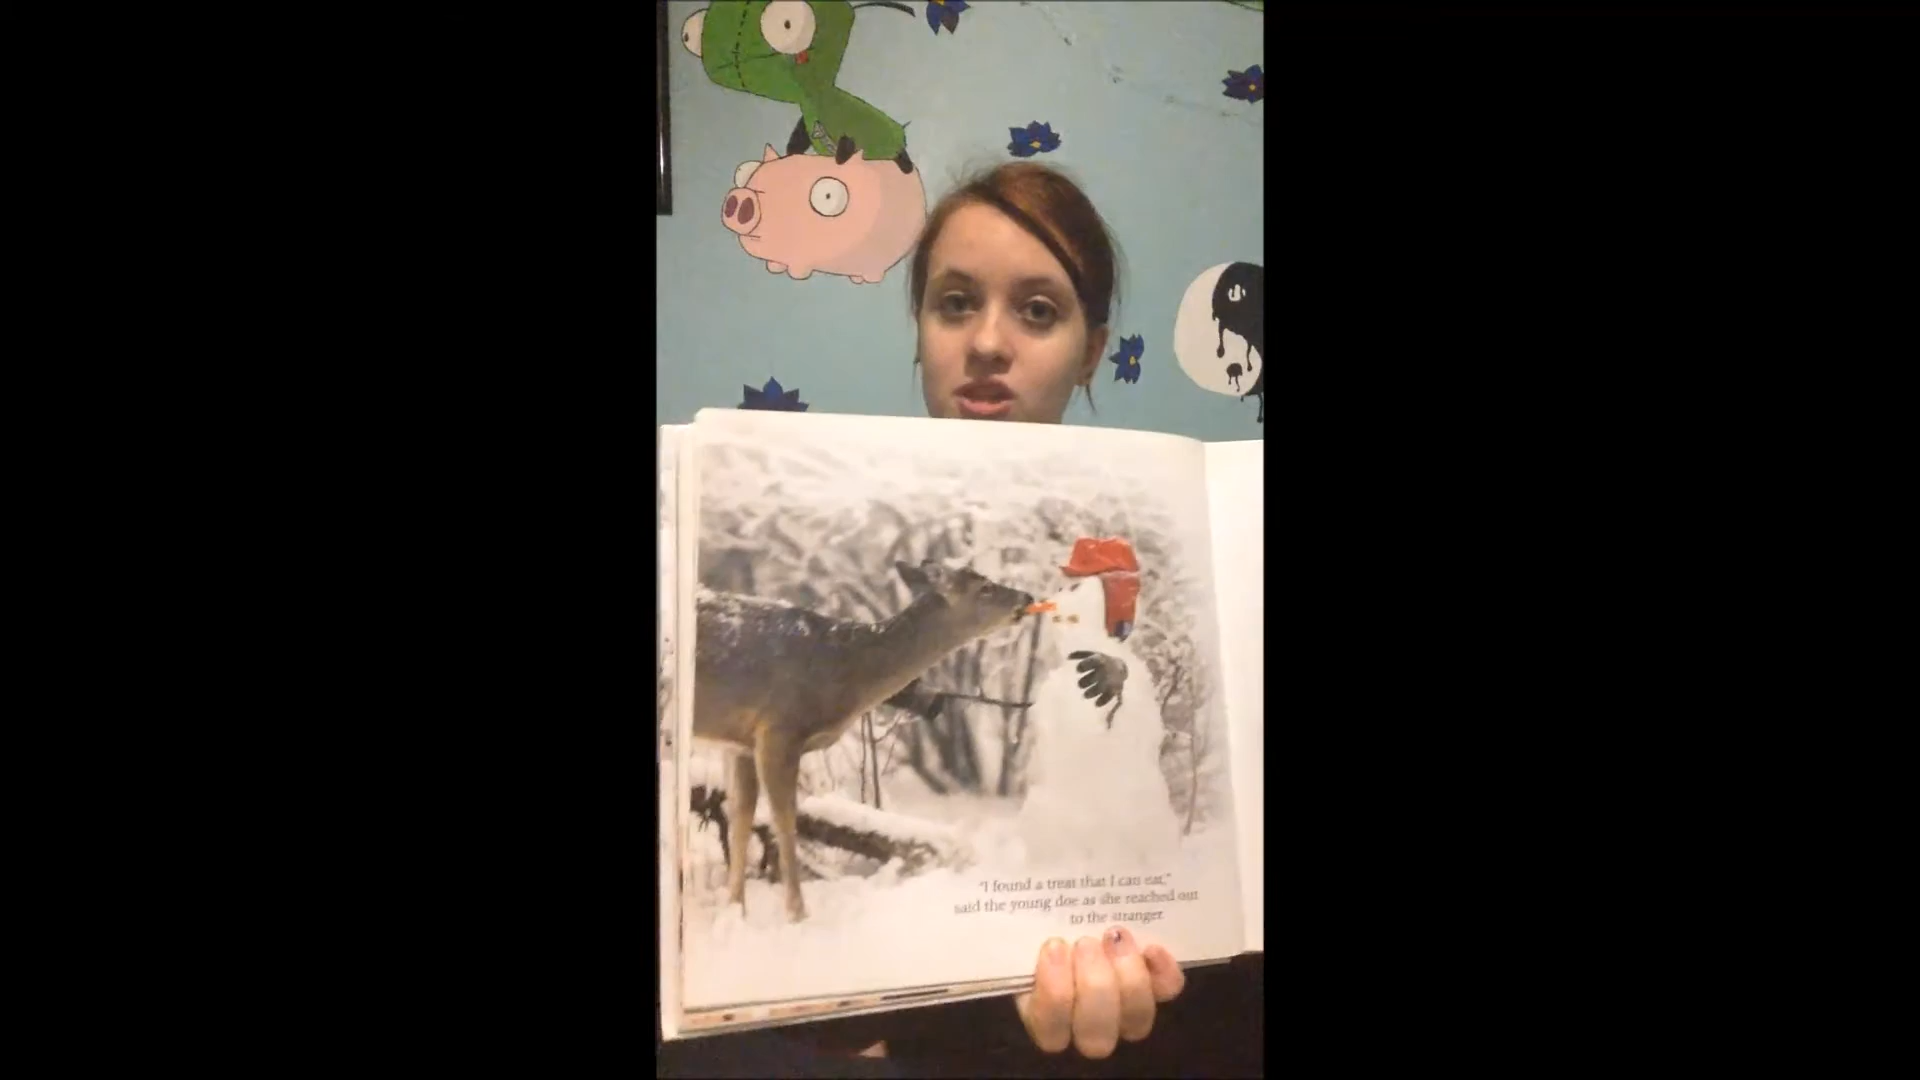 "I found a treat that I can eat,"
said the young doe as she reached out
to the stranger.